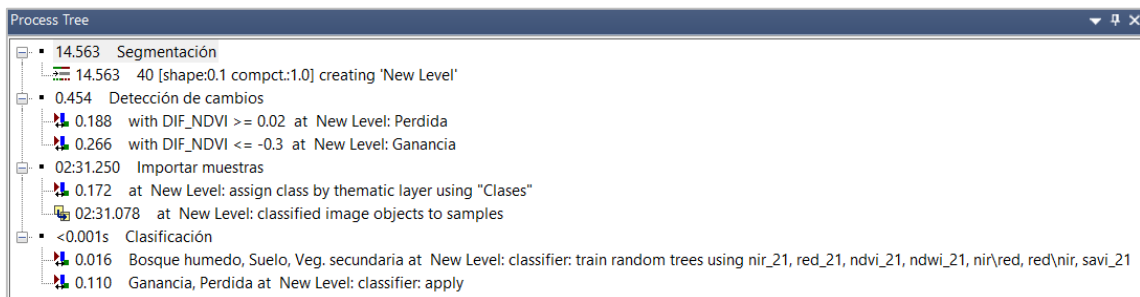 Process Tree
14.563 Segmentación
14.563 40 [shape:0.1 compct.:1.0] creating 'New Level'
0.454 Detección de cambios
0.188 with DIF_NDVI >= 0.02 at New Level: Perdida
0.266 with DIF_NDVI <= -0.3 at New Level: Ganancia
02:31.250 Importar muestras
0.172 at New Level: assign class by thematic layer using "Clases"
02:31.078 at New Level: classified image objects to samples
<0.001s Clasificación
0.016 Bosque humedo, Suelo, Veg. secundaria at New Level: classifier: train random trees using nir_21, red_21, ndvi_21, ndwi_21, nir\red, red\nir, savi_21
0.110 Ganancia, Perdida at New Level: classifier: apply